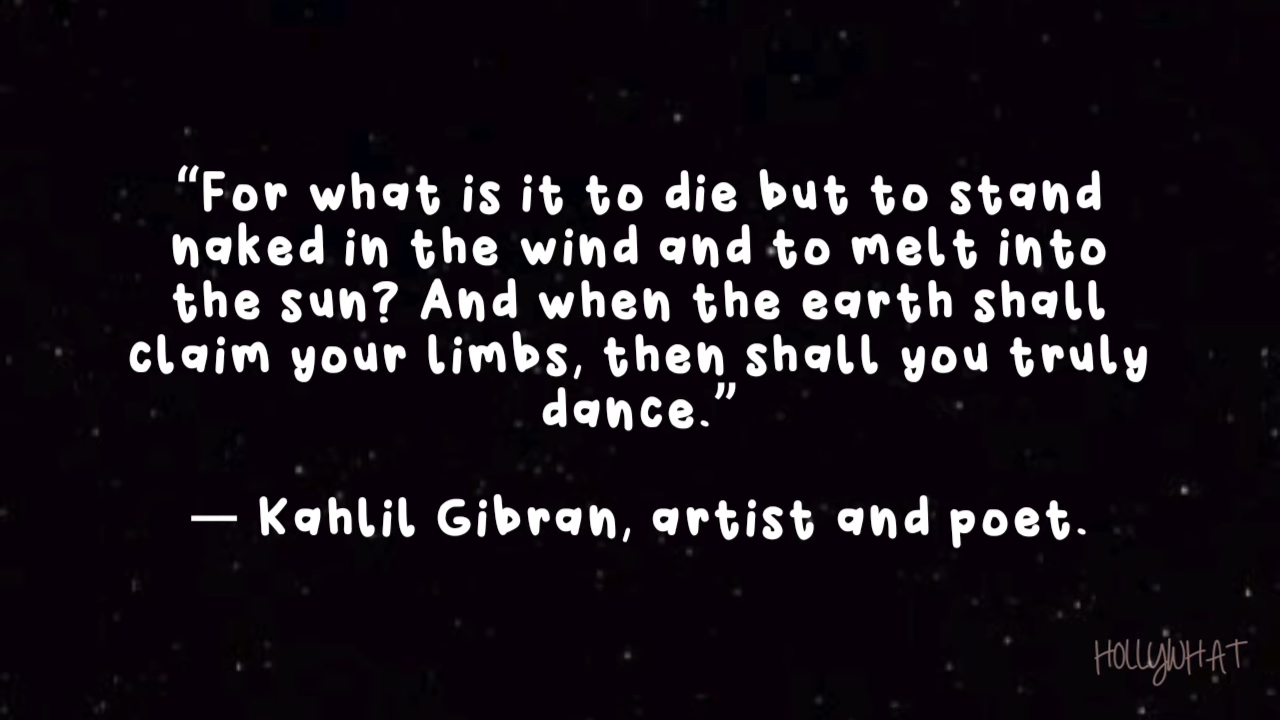 “For what is it to die but to stand
naked in the wind and to melt into
the sun? And when the earth shall
claim your limbs, then shall you truly
dance.”
— Kahlil Gibran, artist and poet.
HOLLYWHAT